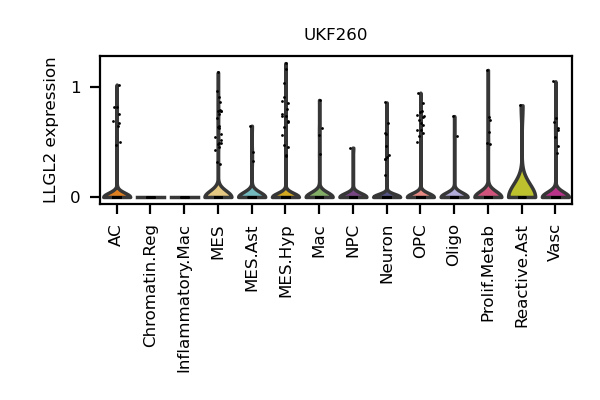 UKF260
LLGL2 expression
1
0
AC
Chromatin.Reg
Inflammatory.Mac
MES
MES.Ast
MES.Hyp
Mac
NPC
Neuron
OPC
Oligo
Prolif.Metab
Reactive.Ast
Vasc